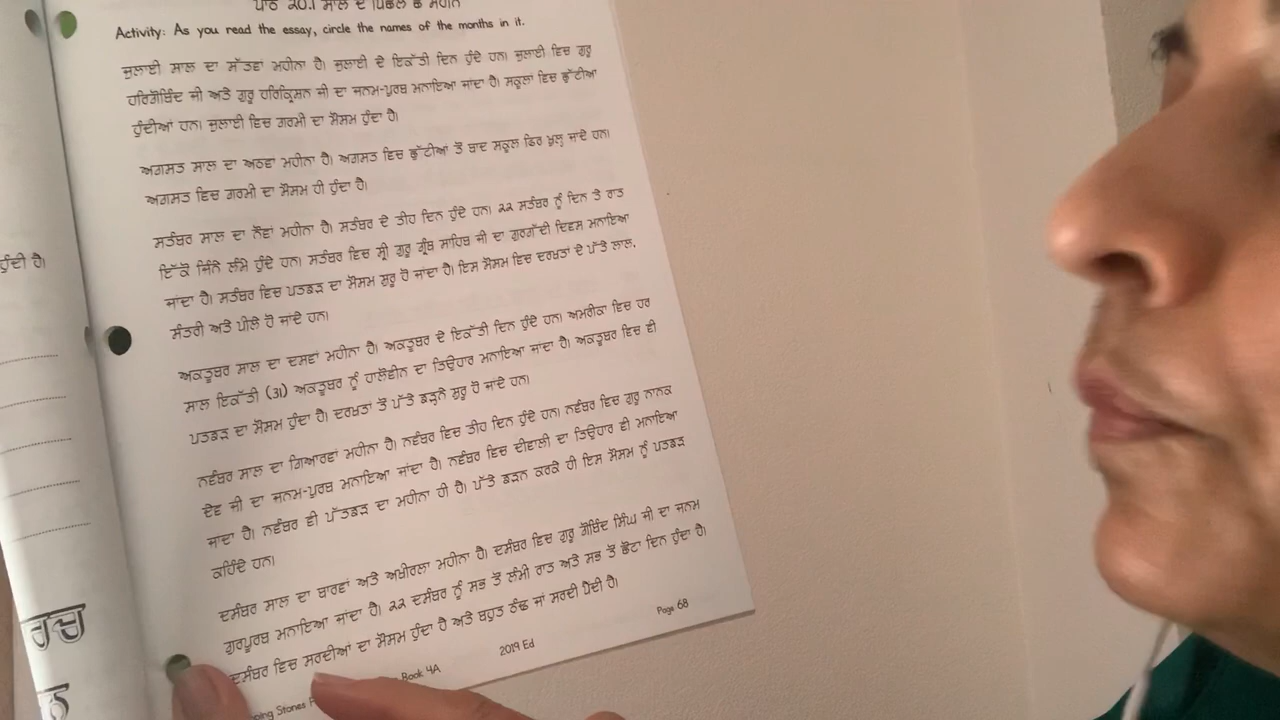 ਪਾਠ ੨੦.1 ਸਾਲ ਦੇ ਪਿਛਲੇ ਛੇ ਮਹੀਨੇ
Activity: As you read the essay, circle the names of the months in it.
ਜੁਲਾਈ ਸਾਲ ਦਾ ਸੱਤਵਾਂ ਮਹੀਨਾ ਹੈ। ਜੁਲਾਈ ਦੇ ਇਕੱਤੀ ਦਿਨ ਹੁੰਦੇ ਹਨ। ਜੁਲਾਈ ਵਿਚ ਗੁਰੂ
ਹਰਿਗੋਬਿੰਦ ਜੀ ਅਤੇ ਗੁਰੂ ਹਰਿਕ੍ਰਿਸ਼ਨ ਜੀ ਦਾ ਜਨਮ-ਪੁਰਬ ਮਨਾਇਆ ਜਾਂਦਾ ਹੈ। ਸਕੂਲਾਂ ਵਿਚ ਛੁੱਟੀਆਂ
ਹੁੰਦੀਆਂ ਹਨ। ਜੁਲਾਈ ਵਿਚ ਗਰਮੀ ਦਾ ਮੌਸਮ ਹੁੰਦਾ ਹੈ।
ਅਗਸਤ ਸਾਲ ਦਾ ਅਠਵਾਂ ਮਹੀਨਾ ਹੈ। ਅਗਸਤ ਵਿਚ ਛੁੱਟੀਆਂ ਤੋਂ ਬਾਦ ਸਕੂਲ ਫਿਰ ਖੁਲ੍ਹ ਜਾਂਦੇ ਹਨ।
ਅਗਸਤ ਵਿਚ ਗਰਮੀ ਦਾ ਮੌਸਮ ਹੀ ਹੁੰਦਾ ਹੈ।
ਸਤੰਬਰ ਸਾਲ ਦਾ ਨੌਂਵਾਂ ਮਹੀਨਾ ਹੈ। ਸਤੰਬਰ ਦੇ ਤੀਹ ਦਿਨ ਹੁੰਦੇ ਹਨ। ੨੨ ਸਤੰਬਰ ਨੂੰ ਦਿਨ ਤੇ ਰਾਤ
ਇੱਕੋ ਜਿੰਨੇ ਲੰਮੇ ਹੁੰਦੇ ਹਨ। ਸਤੰਬਰ ਵਿਚ ਸ੍ਰੀ ਗੁਰੂ ਗ੍ਰੰਥ ਸਾਹਿਬ ਜੀ ਦਾ ਗੁਰਗੱਦੀ ਦਿਵਸ ਮਨਾਇਆ
ਜਾਂਦਾ ਹੈ। ਸਤੰਬਰ ਵਿਚ ਪਤਝੜ ਦਾ ਮੌਸਮ ਸ਼ੁਰੂ ਹੋ ਜਾਂਦਾ ਹੈ। ਇਸ ਮੌਸਮ ਵਿਚ ਦਰਖ਼ਤਾਂ ਦੇ ਪੱਤੇ ਲਾਲ,
ਸੰਤਰੀ ਅਤੇ ਪੀਲੇ ਹੋ ਜਾਂਦੇ ਹਨ।
ਅਕਤੂਬਰ ਸਾਲ ਦਾ ਦਸਵਾਂ ਮਹੀਨਾ ਹੈ। ਅਕਤੂਬਰ ਦੇ ਇਕੱਤੀ ਦਿਨ ਹੁੰਦੇ ਹਨ। ਅਮਰੀਕਾ ਵਿਚ ਹਰ
ਸਾਲ ਇਕੱਤੀ (੩੧) ਅਕਤੂਬਰ ਨੂੰ ਹਾਲੋਵੀਨ ਦਾ ਤਿਉਹਾਰ ਮਨਾਇਆ ਜਾਂਦਾ ਹੈ। ਅਕਤੂਬਰ ਵਿਚ ਵੀ
ਪਤਝੜ ਦਾ ਮੌਸਮ ਹੁੰਦਾ ਹੈ। ਦਰਖ਼ਤਾਂ ਤੋਂ ਪੱਤੇ ਝੜਨੇ ਸ਼ੁਰੂ ਹੋ ਜਾਂਦੇ ਹਨ।
ਨਵੰਬਰ ਸਾਲ ਦਾ ਗਿਆਰਵਾਂ ਮਹੀਨਾ ਹੈ। ਨਵੰਬਰ ਵਿਚ ਤੀਹ ਦਿਨ ਹੁੰਦੇ ਹਨ। ਨਵੰਬਰ ਵਿਚ ਗੁਰੂ ਨਾਨਕ
ਦੇਵ ਜੀ ਦਾ ਜਨਮ-ਪੁਰਬ ਮਨਾਇਆ ਜਾਂਦਾ ਹੈ। ਨਵੰਬਰ ਵਿਚ ਦੀਵਾਲੀ ਦਾ ਤਿਉਹਾਰ ਵੀ ਮਨਾਇਆ
ਜਾਂਦਾ ਹੈ। ਨਵੰਬਰ ਵੀ ਪੱਤਝੜ ਦਾ ਮਹੀਨਾ ਹੀ ਹੈ। ਪੱਤੇ ਝੜਨ ਕਰਕੇ ਹੀ ਇਸ ਮੌਸਮ ਨੂੰ ਪਤਝੜ
ਕਹਿੰਦੇ ਹਨ।
ਦਸੰਬਰ ਸਾਲ ਦਾ ਬਾਰਵਾਂ ਅਤੇ ਅਖ਼ੀਰਲਾ ਮਹੀਨਾ ਹੈ। ਦਸੰਬਰ ਵਿਚ ਗੁਰੂ ਗੋਬਿੰਦ ਸਿੰਘ ਜੀ ਦਾ ਜਨਮ
ਗੁਰਪੂਰਬ ਮਨਾਇਆ ਜਾਂਦਾ ਹੈ। ੨੨ ਦਸੰਬਰ ਨੂੰ ਸਭ ਤੋਂ ਲੰਮੀ ਰਾਤ ਅਤੇ ਸਭ ਤੋਂ ਛੋਟਾ ਦਿਨ ਹੁੰਦਾ ਹੈ।
ਦਸੰਬਰ ਵਿਚ ਸਰਦੀਆਂ ਦਾ ਮੌਸਮ ਹੁੰਦਾ ਹੈ ਅਤੇ ਬਹੁਤ ਠੰਢ ਜਾਂ ਸਰਦੀ ਪੈਂਦੀ ਹੈ।
Stones Book 4A 2019 Ed Page 68
ਹੁੰਦੀ ਹੈ।